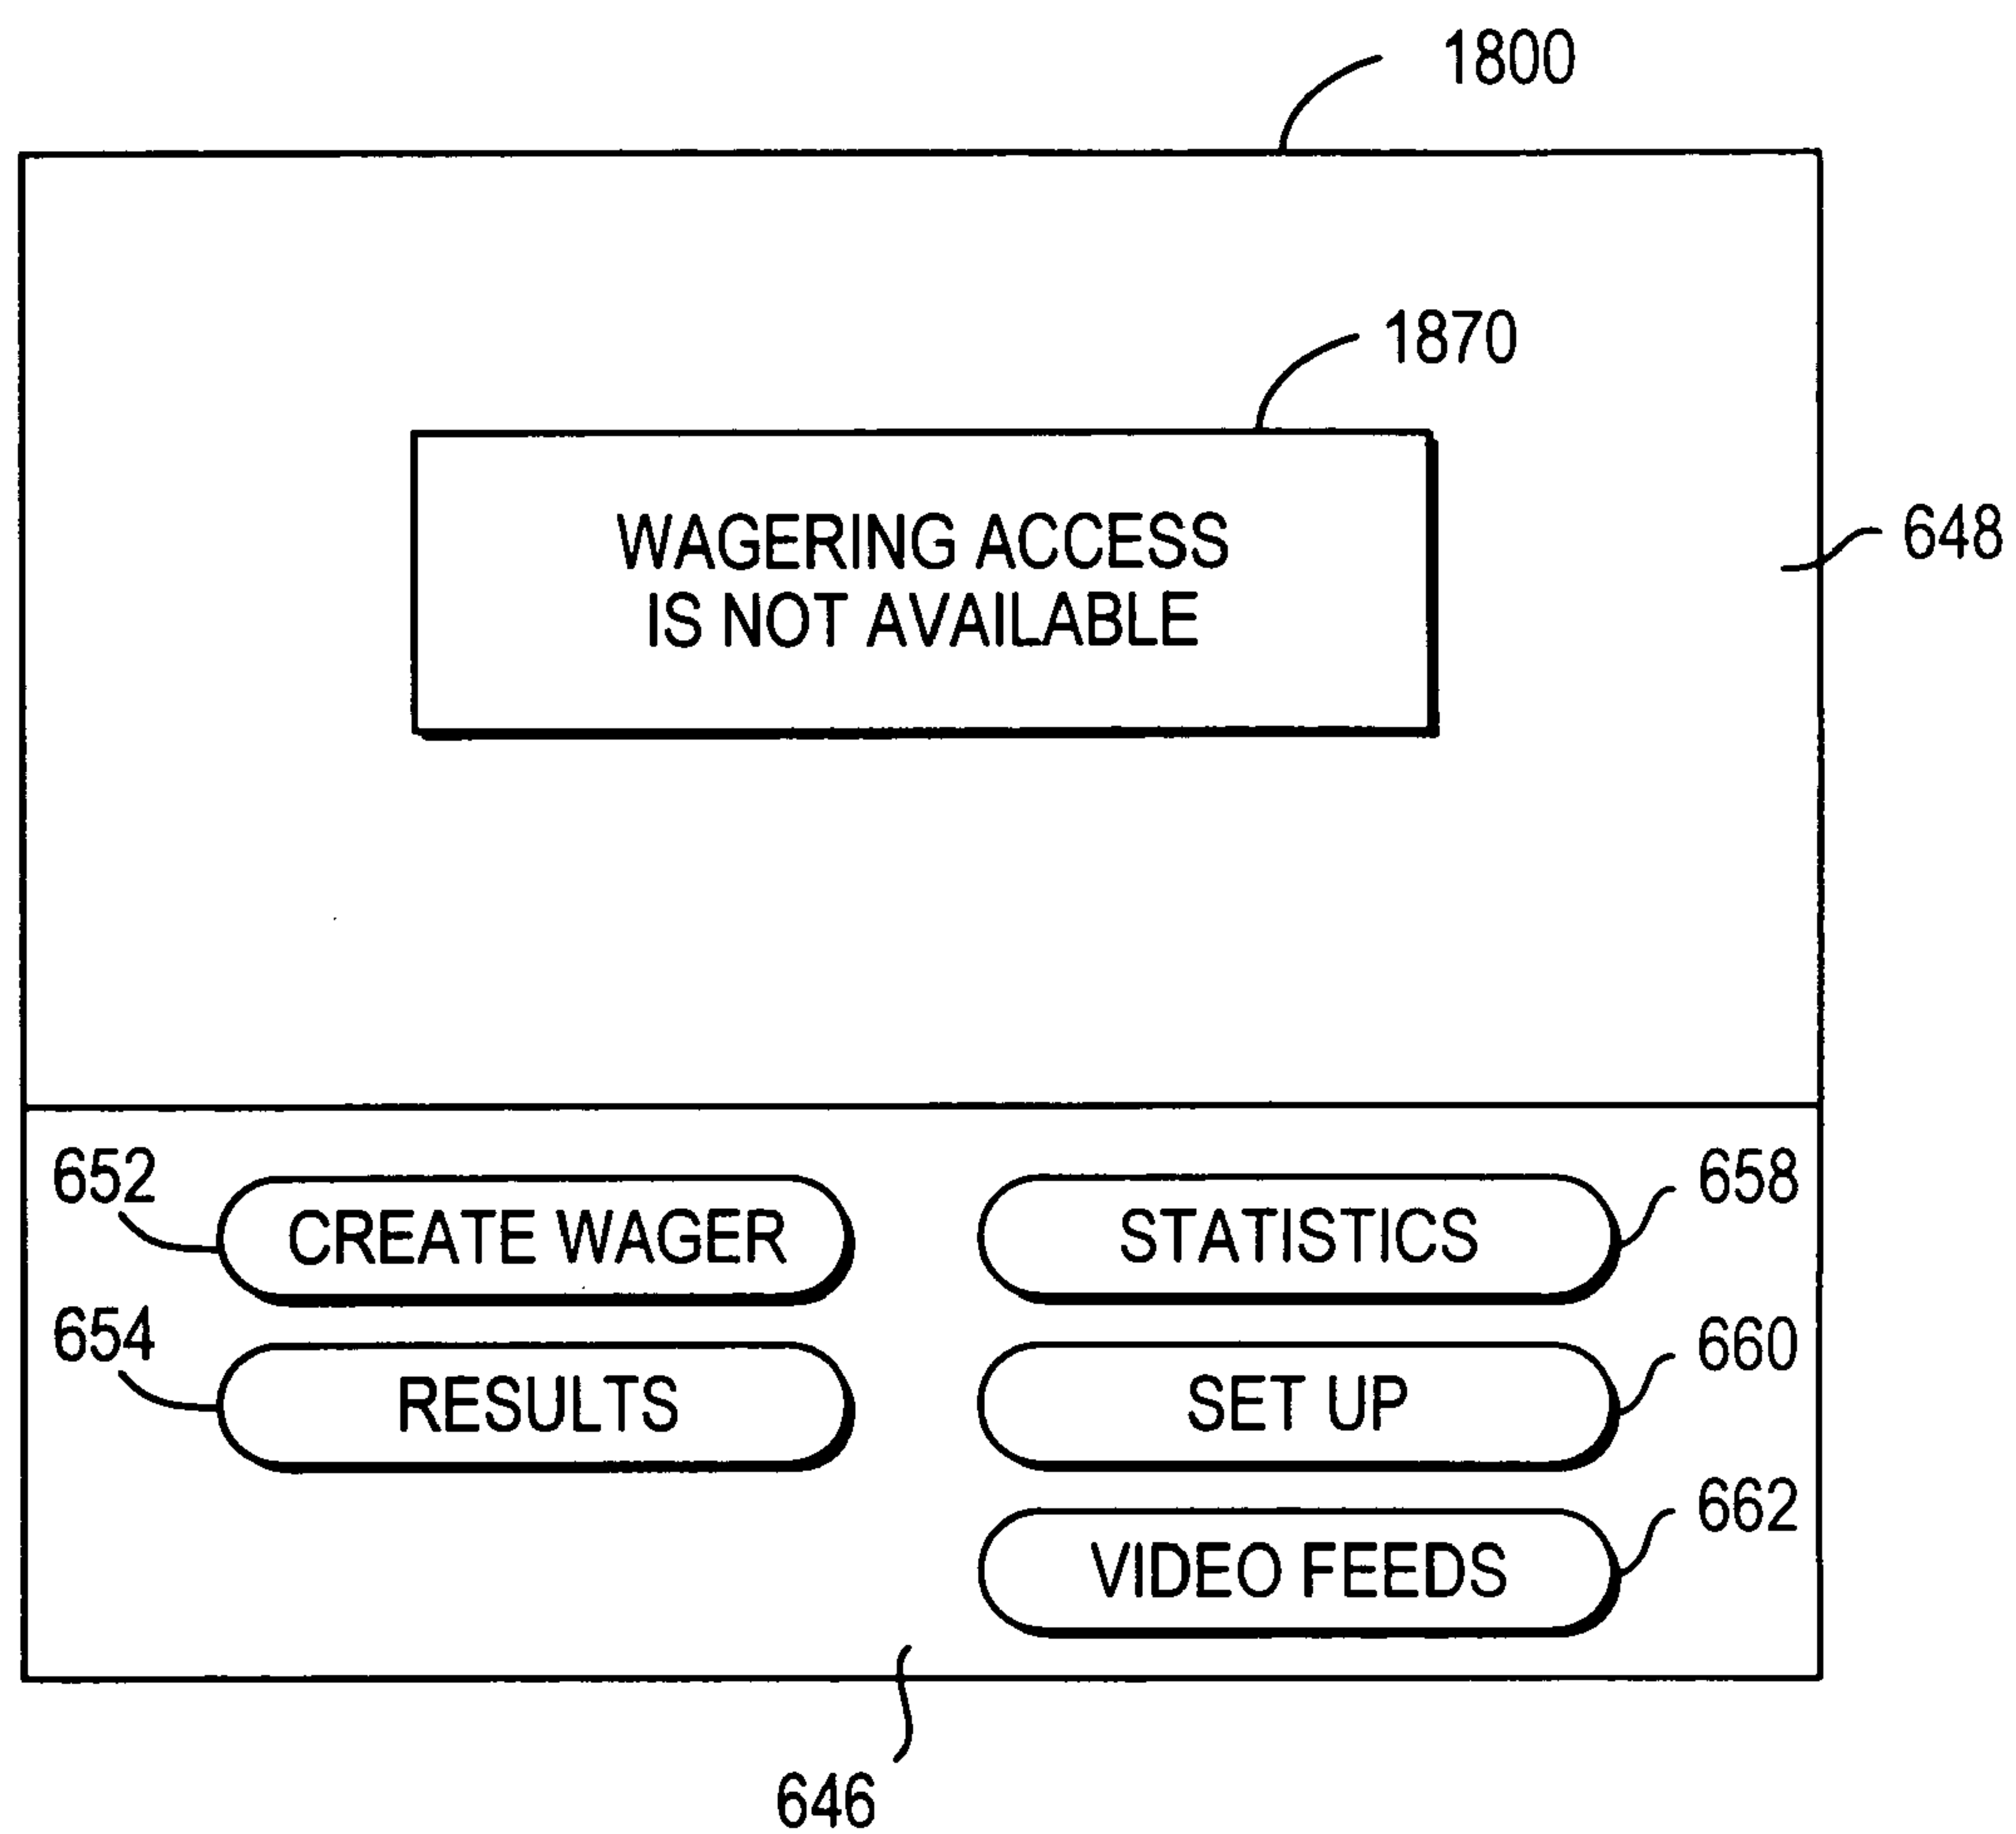 1800
1870
WAGERING ACCESS
IS NOT AVAILABLE
648
652
CREATE WAGER
STATISTICS
658
654
RESULTS
SET UP
660
VIDEO FEEDS
662
646